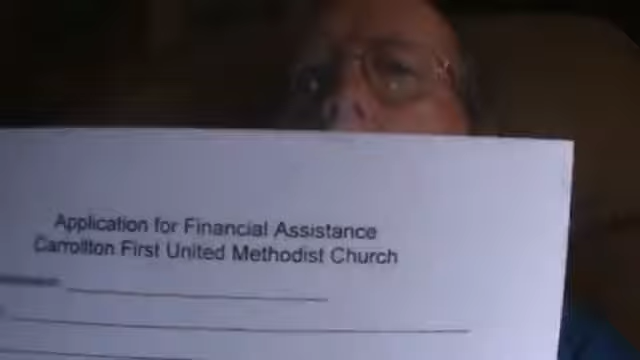 Application for Financial Assistance
Carrollton First United Methodist Church